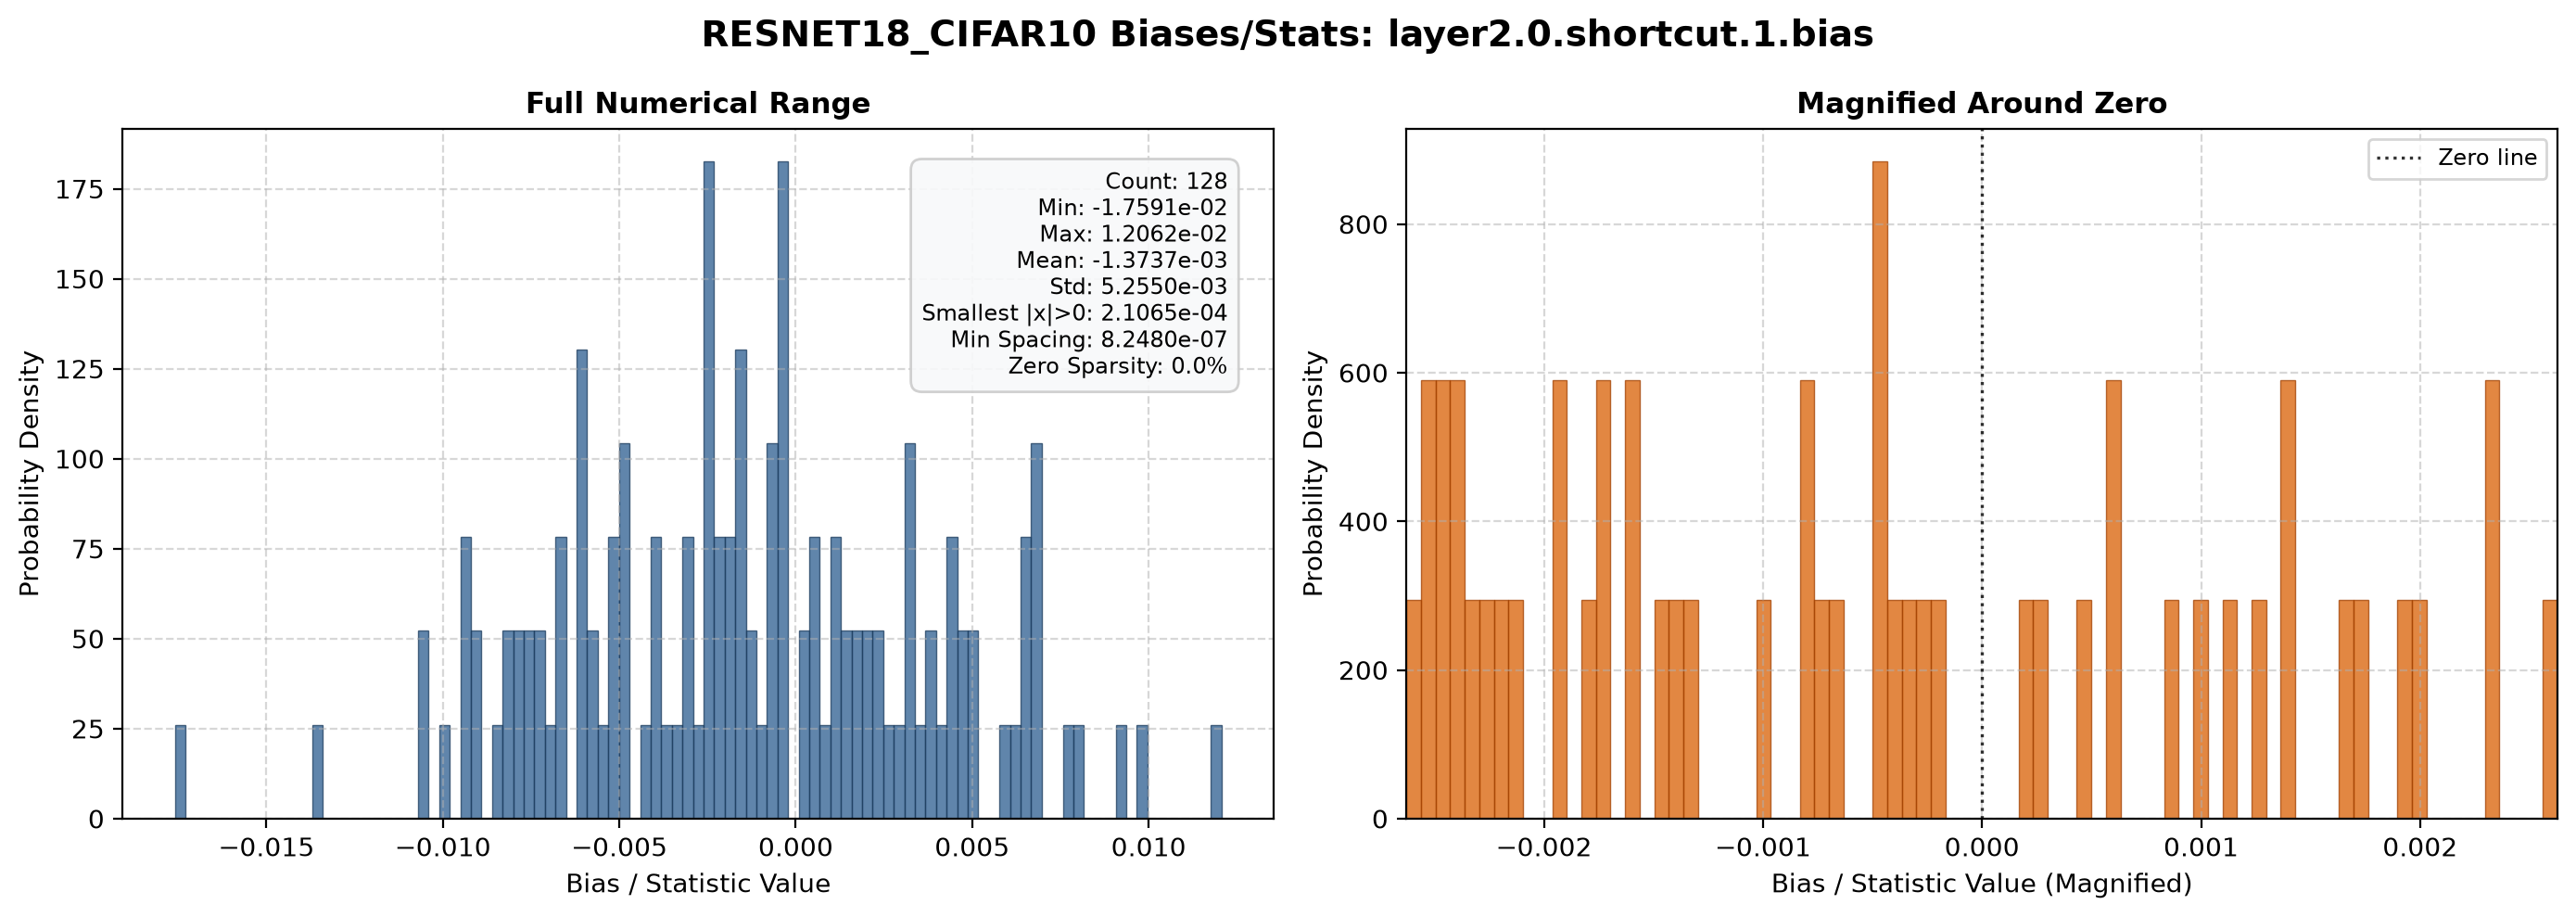 RESNET18_CIFAR10 Biases/Stats: layer2.0.shortcut.1.bias
Full Numerical Range
Probability Density
175
150
125
100
75
50
25
0
Count: 128
Min: -1.7591e-02
Max: 1.2062e-02
Mean: -1.3737e-03
Std: 5.2550e-03
Smallest |x|>0: 2.1065e-04
Min Spacing: 8.2480e-07
Zero Sparsity: 0.0%
−0.015 −0.010 −0.005 0.000 0.005 0.010
Bias / Statistic Value
Magnified Around Zero
Probability Density
800
600
400
200
0
Zero line
−0.002 −0.001 0.000 0.001 0.002
Bias / Statistic Value (Magnified)